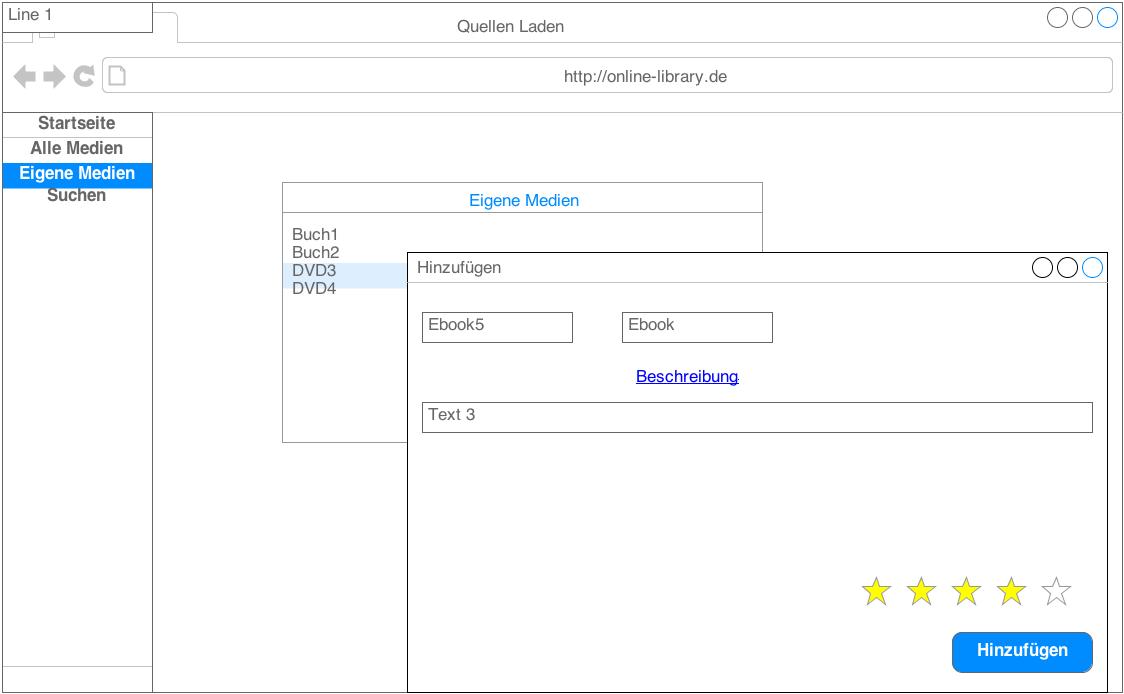 Line 1
Quellen Laden
http://online-library.de
Startseite
Alle Medien
Eigene Medien
Suchen
Eigene Medien
Buch1
Buch2
DVD3
DVD4
Hinzufügen
Ebook5
Ebook
Beschreibung
Text 3
Hinzufügen